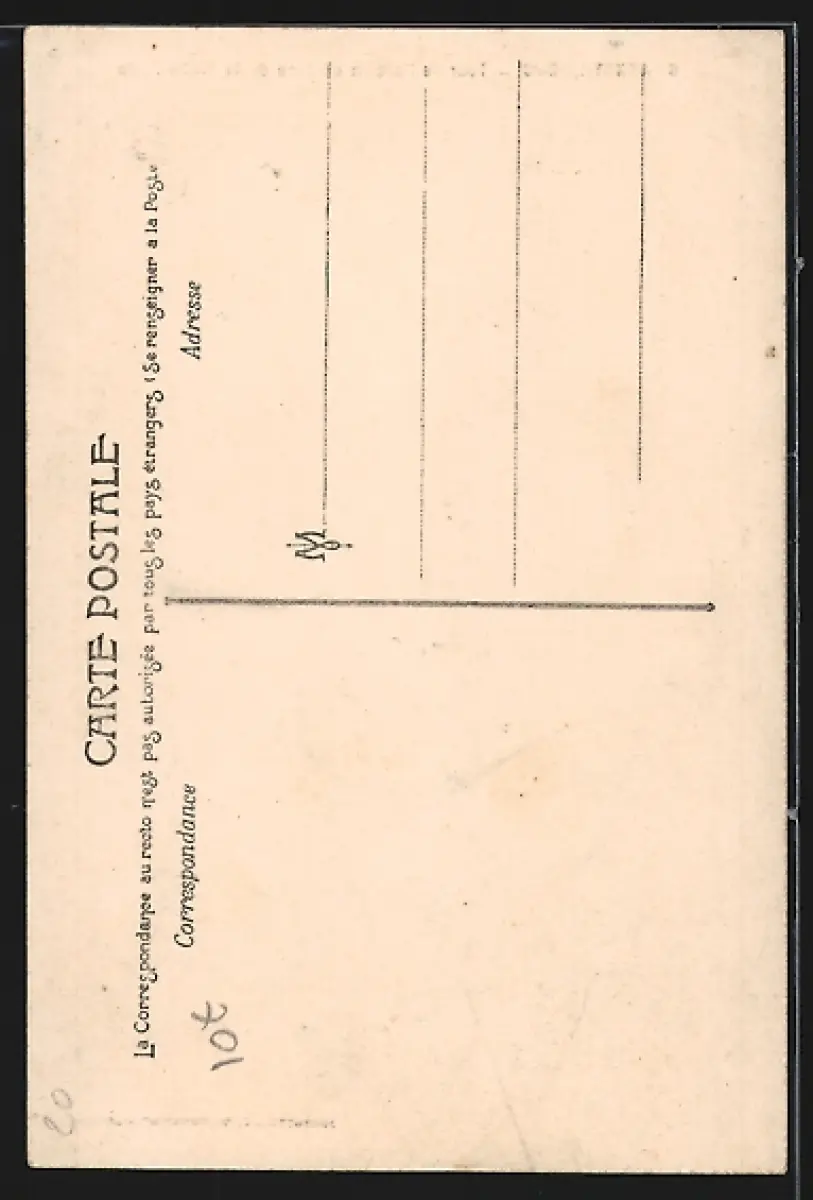 CARTE POSTALE
La Correspondance au recto n'est pas autorisée par tous les pays étrangers (Se renseigner a la Poste
Correspondance
Adresse
M
20